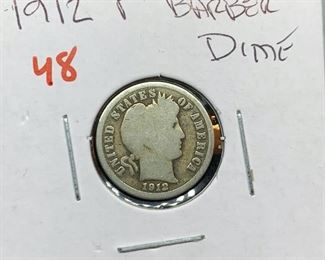 1912 P BARBER
DIME
48
UNITED STATES OF AMERICA
1912